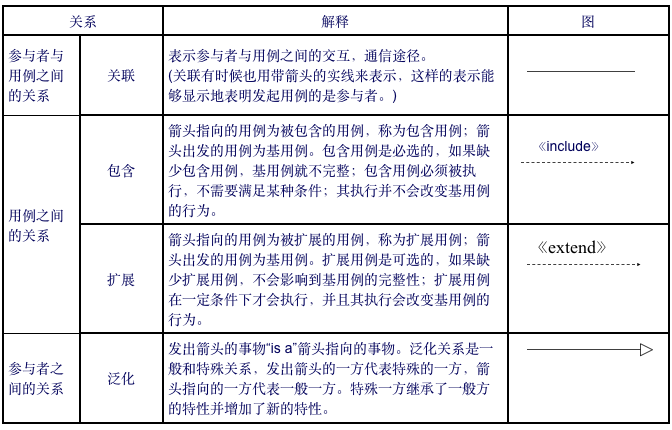 关系
解释
图
参与者与
用例之间
的关系
关联
表示参与者与用例之间的交互，通信途径。
(关联有时候也用带箭头的实线来表示，这样的表示能
够显示地表明发起用例的是参与者。)
用例之间
的关系
包含
箭头指向的用例为被包含的用例，称为包含用例；箭
头出发的用例为基用例。包含用例是必选的，如果缺
少包含用例，基用例就不完整；包含用例必须被执
行，不需要满足某种条件；其执行并不会改变基用例
的行为。
《include》
扩展
箭头指向的用例为被扩展的用例，称为扩展用例；箭
头出发的用例为基用例。扩展用例是可选的，如果缺
少扩展用例，不会影响到基用例的完整性；扩展用例
在一定条件下才会执行，并且其执行会改变基用例的
行为。
《extend》
参与者之
间的关系
泛化
发出箭头的事物“is a”箭头指向的事物。泛化关系是一
般和特殊关系，发出箭头的一方代表特殊的一方，箭
头指向的一方代表一般一方。特殊一方继承了一般方
的特性并增加了新的特性。